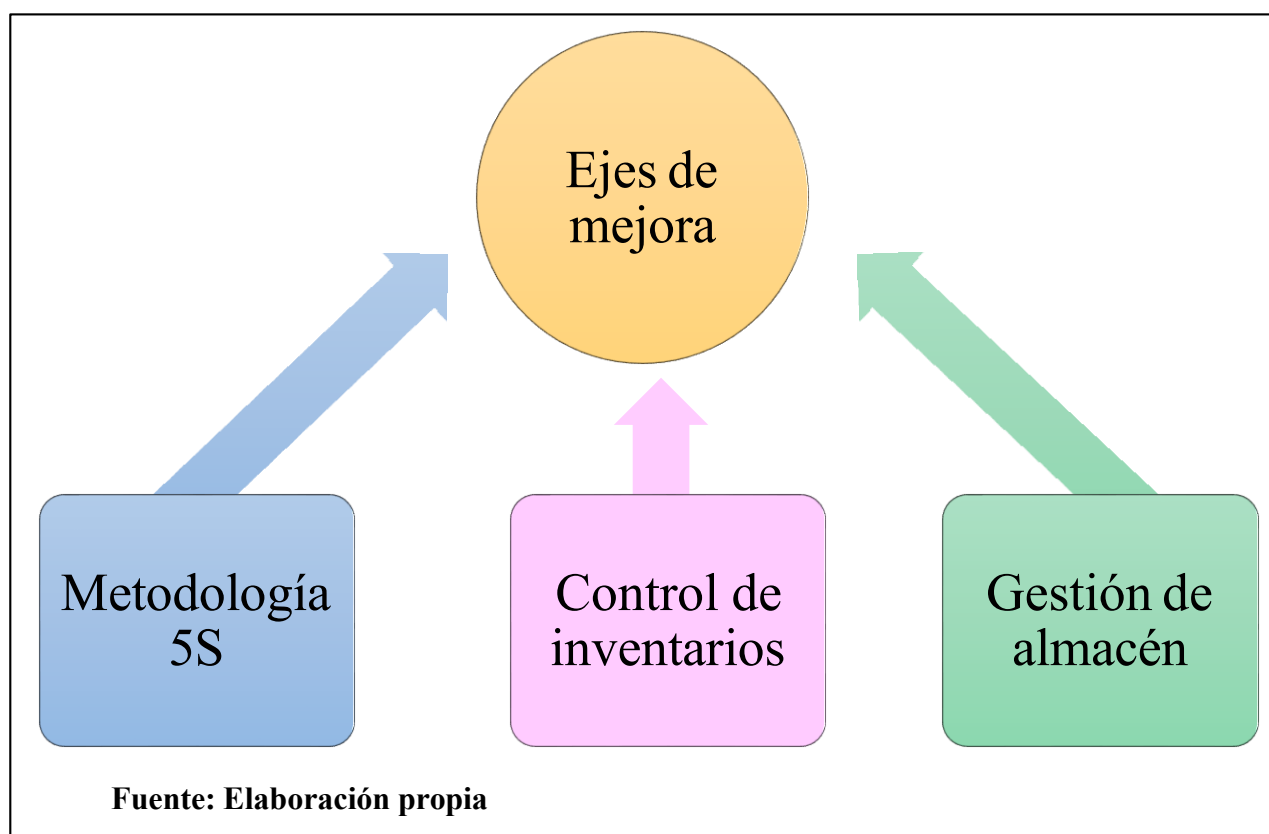 Ejes de
mejora
Metodología
5S
Control de
inventarios
Gestión de
almacén
Fuente: Elaboración propia